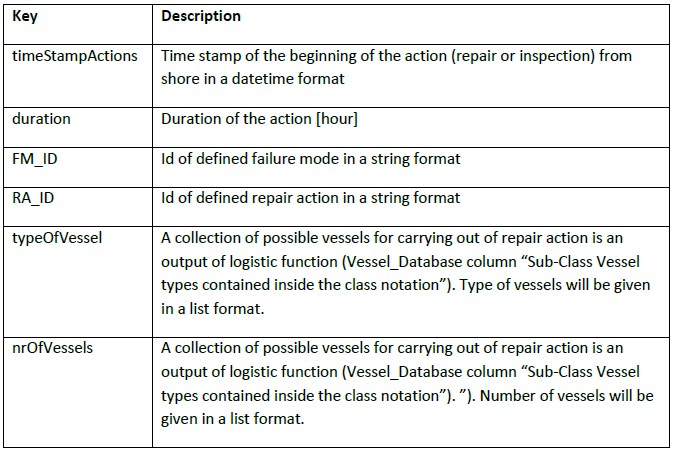 Key Description
timeStampActions Time stamp of the beginning of the action (repair or inspection) from
shore in a datetime format
duration Duration of the action [hour]
FM_ID Id of defined failure mode in a string format
RA_ID Id of defined repair action in a string format
typeOfVessel A collection of possible vessels for carrying out of repair action is an
output of logistic function (Vessel_Database column “Sub-Class Vessel
types contained inside the class notation”). Type of vessels will be given
in a list format.
nrOfVessels A collection of possible vessels for carrying out of repair action is an
output of logistic function (Vessel_Database column “Sub-Class Vessel
types contained inside the class notation”). ”). Number of vessels will be
given in a list format.